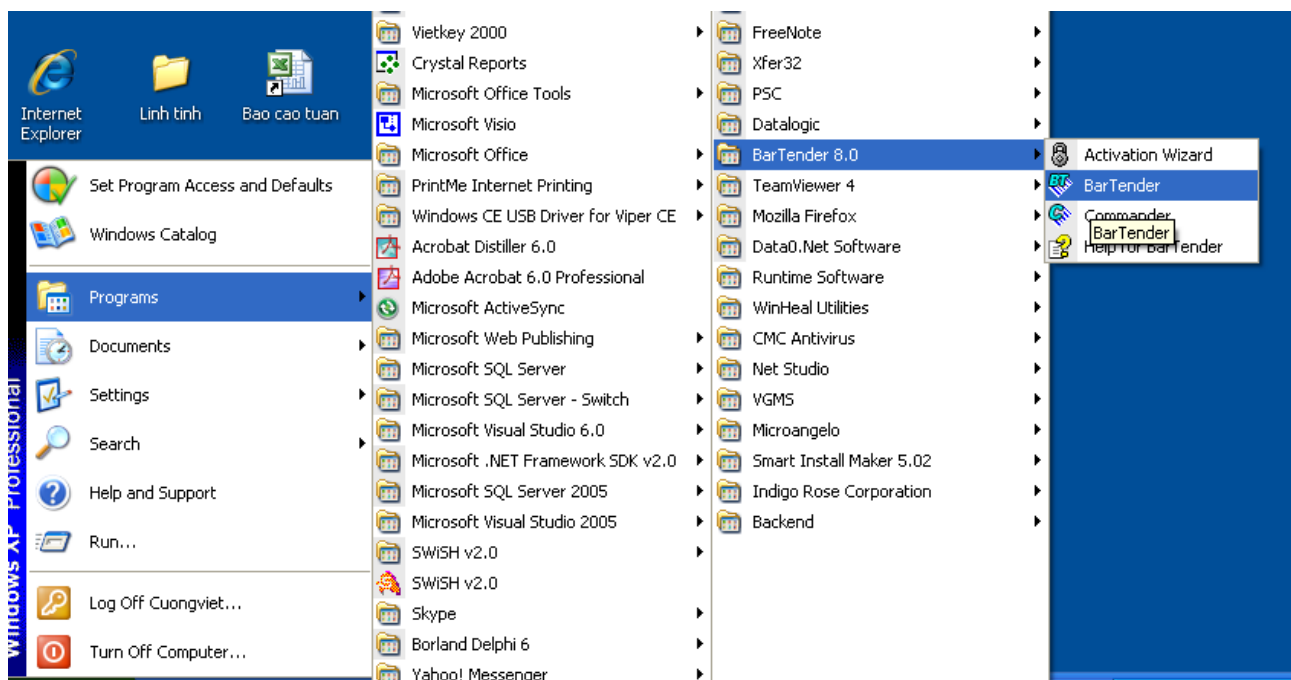 Internet
Explorer
Linh tinh
Bao cao tuan
Windows XP Professional
Set Program Access and Defaults
Windows Catalog
Programs
Documents
Settings
Search
Help and Support
Run...
Log Off Cuongviet...
Turn Off Computer...
Vietkey 2000
Crystal Reports
Microsoft Office Tools
Microsoft Visio
Microsoft Office
PrintMe Internet Printing
Windows CE USB Driver for Viper CE
Acrobat Distiller 6.0
Adobe Acrobat 6.0 Professional
Microsoft ActiveSync
Microsoft Web Publishing
Microsoft SQL Server
Microsoft SQL Server - Switch
Microsoft Visual Studio 6.0
Microsoft .NET Framework SDK v2.0
Microsoft SQL Server 2005
Microsoft Visual Studio 2005
SWiSH v2.0
SWiSH v2.0
Skype
Borland Delphi 6
Yahoo! Messenger
FreeNote
Xfer32
PSC
Datalogic
BarTender 8.0
TeamViewer 4
Mozilla Firefox
Data0.Net Software
Runtime Software
WinHeal Utilities
CMC Antivirus
Net Studio
VGMS
Microangelo
Smart Install Maker 5.02
Indigo Rose Corporation
Backend
Activation Wizard
BarTender
Commander
BarTender
Help for BarTender